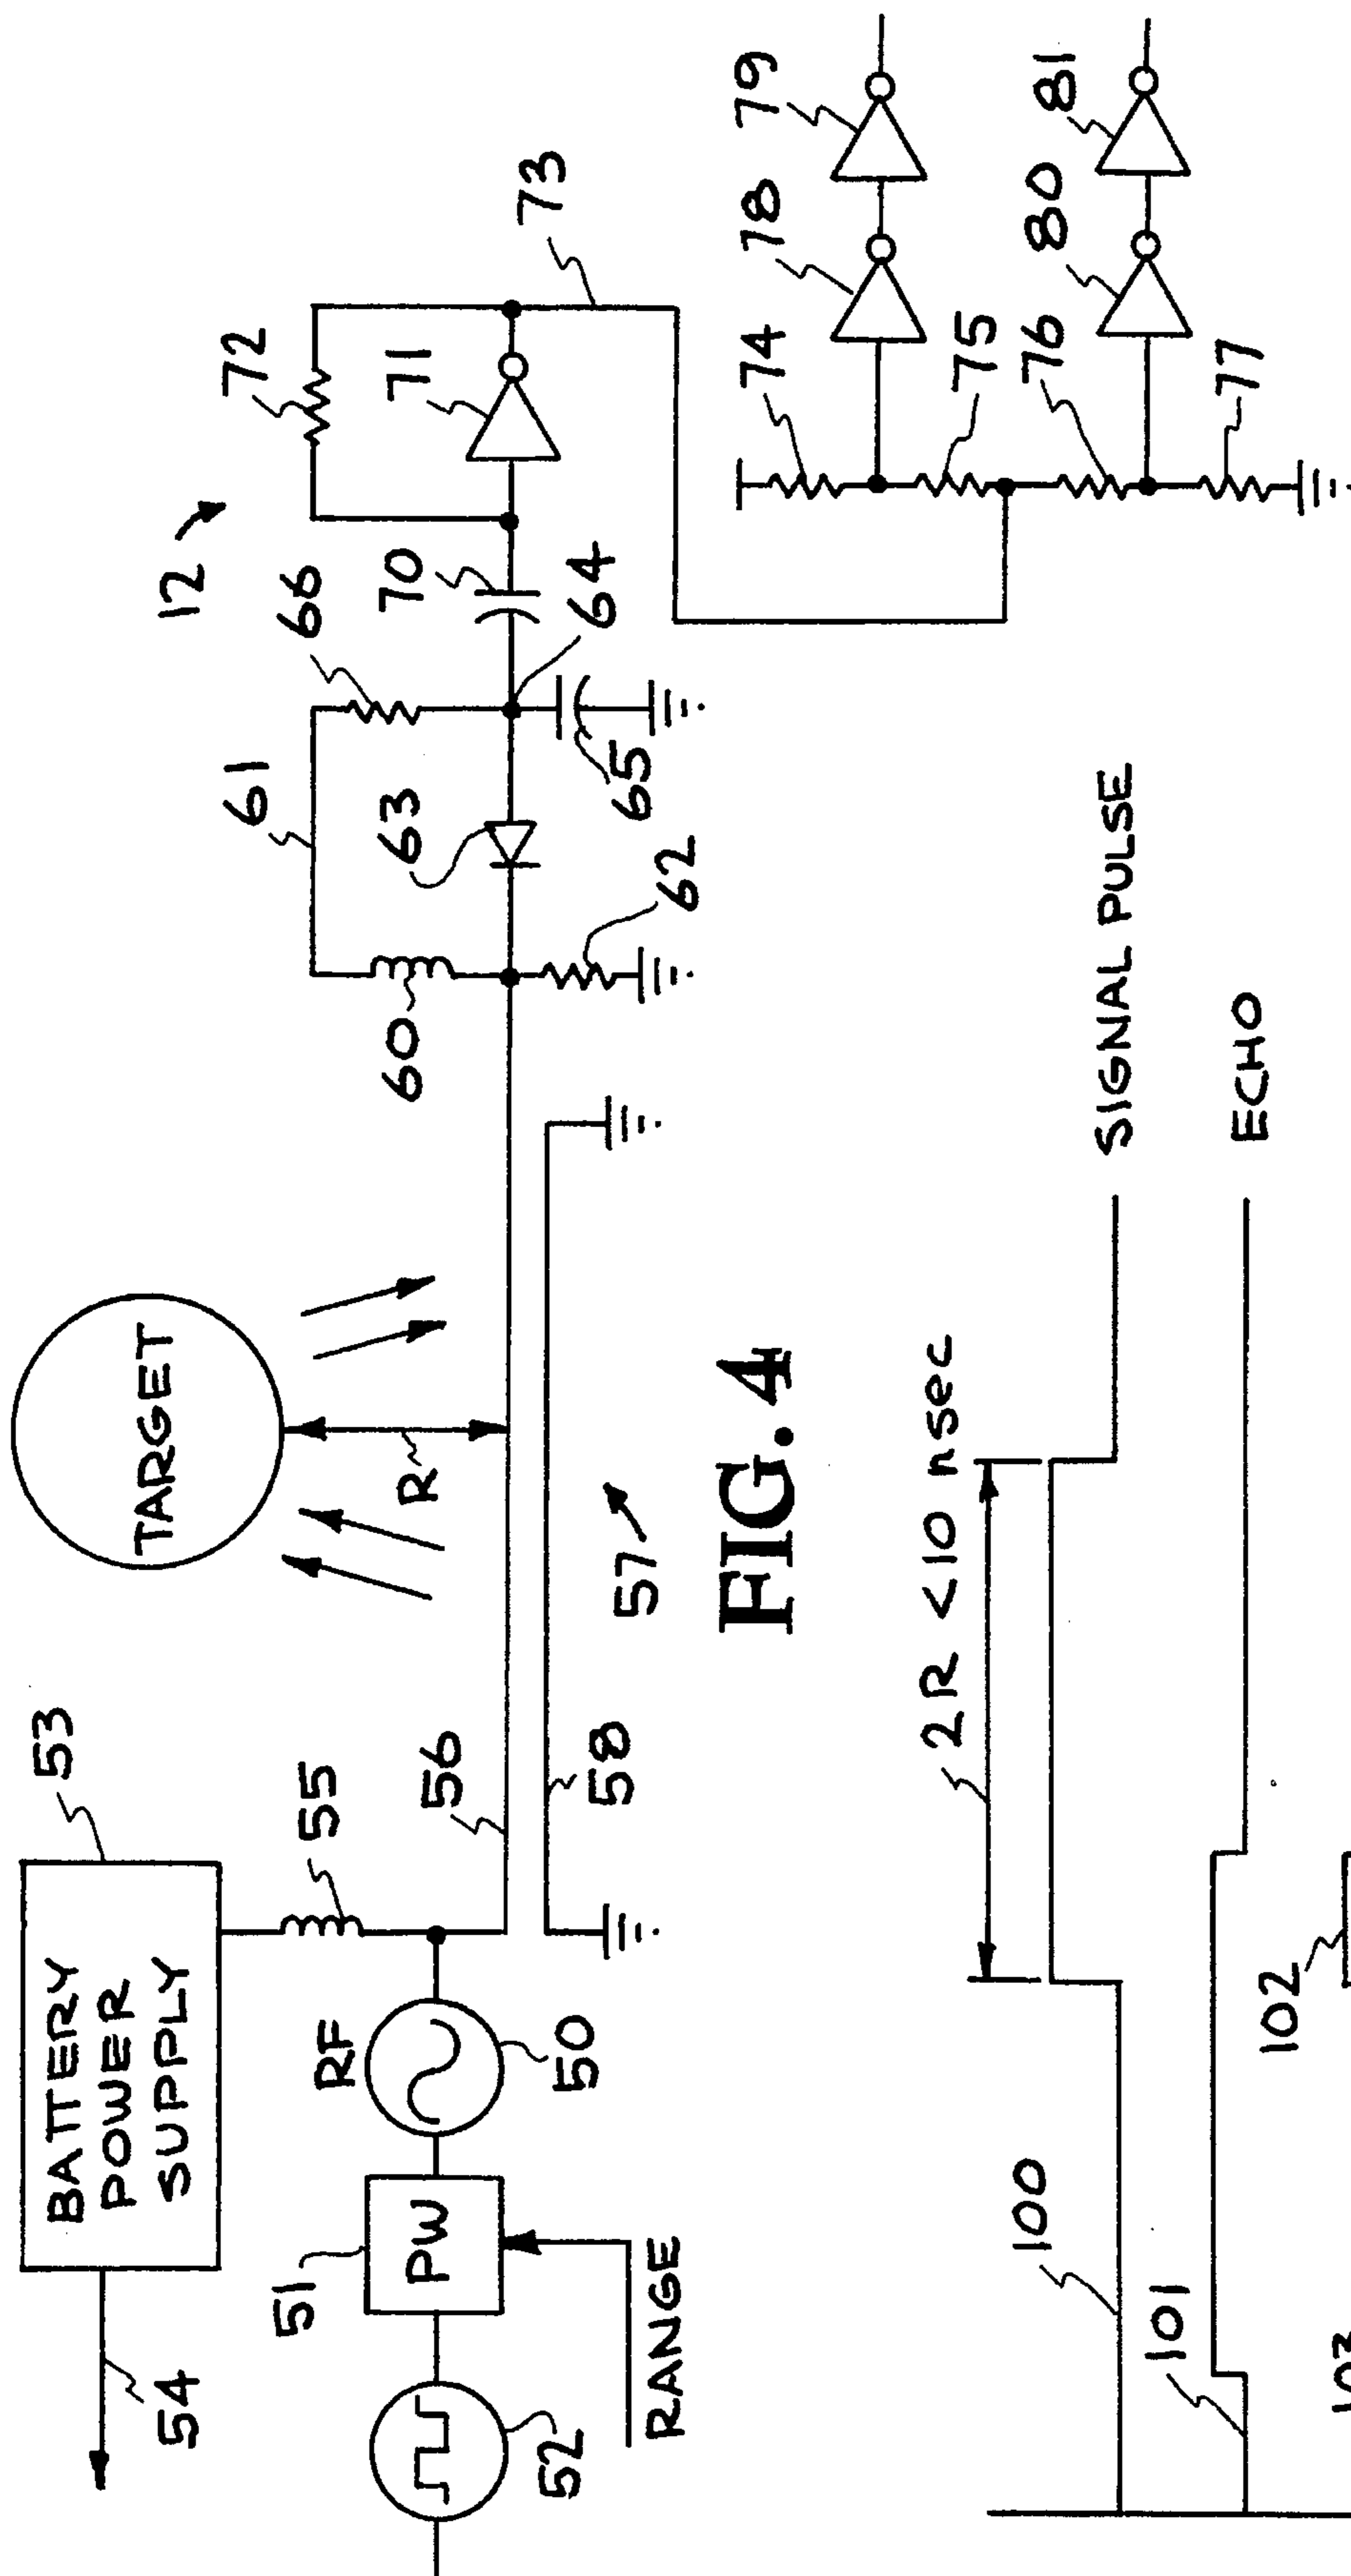 12
53
BATTERY
POWER
SUPPLY
54
55
TARGET
R
61
60
63
66
70
72
71
73
64
65
62
RF
50
51
PW
52
RANGE
56
58
57
74
75
76
77
78
79
80
81
FIG. 4
2R < 10 nsec
100
SIGNAL PULSE
101
ECHO
102